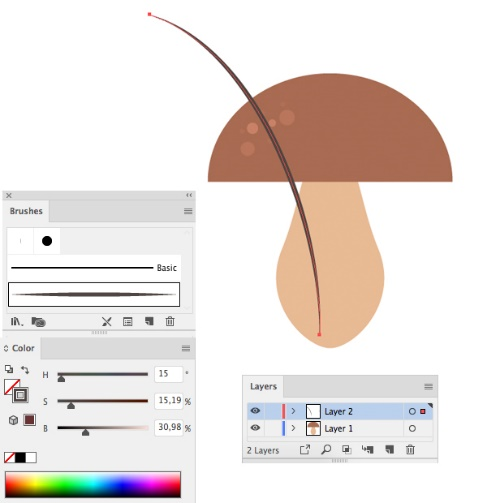 Brushes
Basic
Color
H 15 °
S 15,19 %
B 30,98 %
Layers
Layer 2
Layer 1
2 Layers